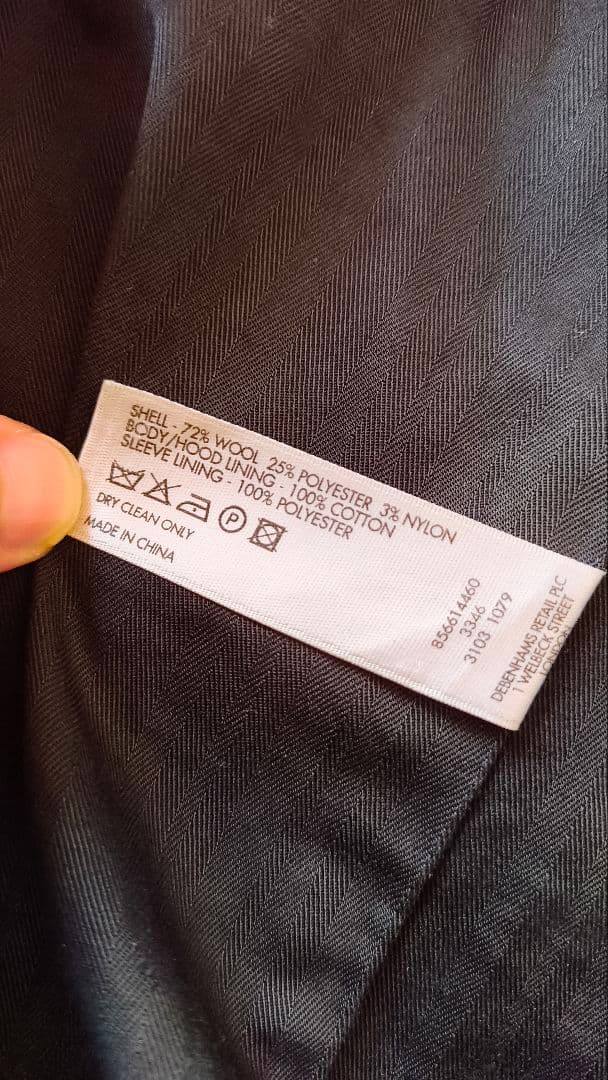 SHELL - 72% WOOL 25% POLYESTER 3% NYLON
BODY/HOOD LINING - 100% COTTON
SLEEVE LINING - 100% POLYESTER
P
DRY CLEAN ONLY
MADE IN CHINA
856614460
3346
3103 1079
DEBENHAMS RETAIL PLC
1 WELBECK STREET
LONDON